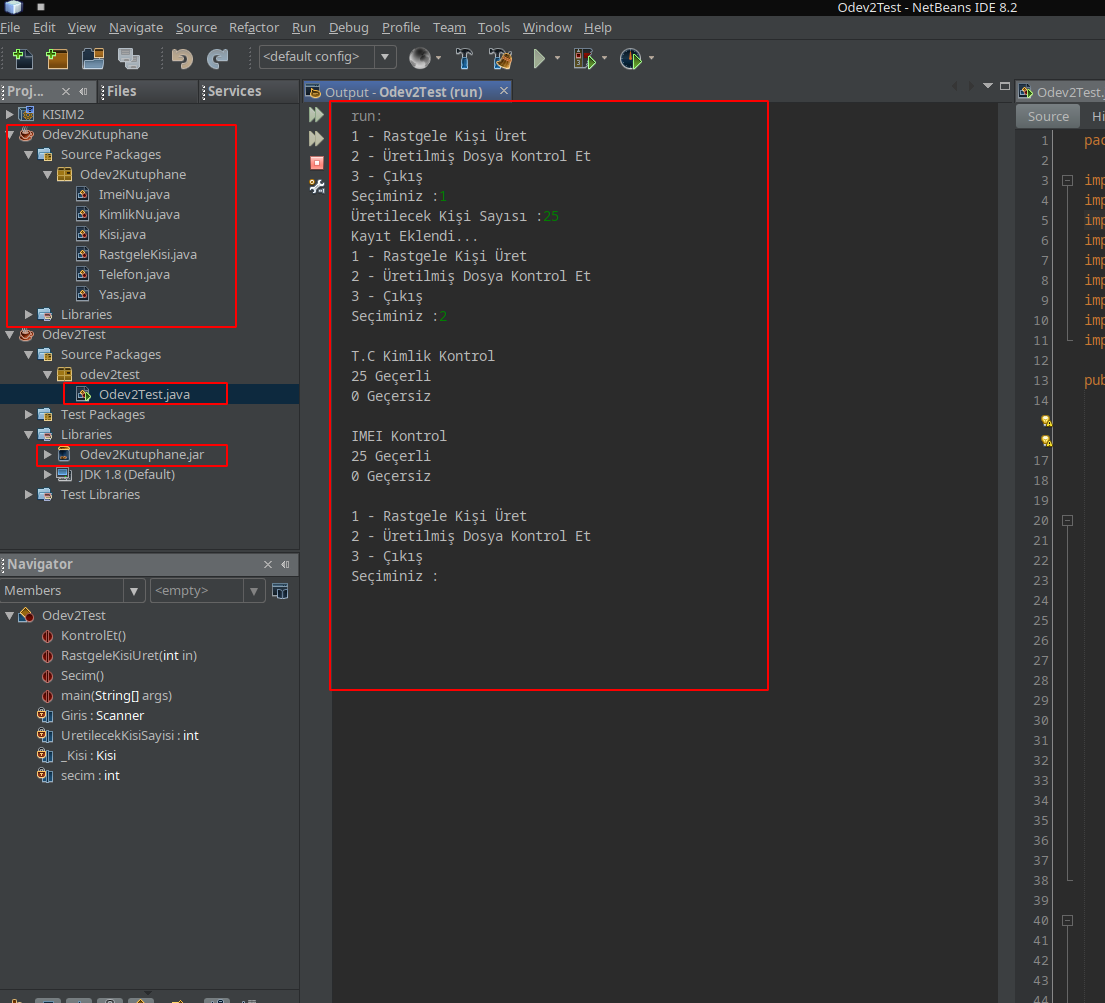 Odev2Test - NetBeans IDE 8.2
File Edit View Navigate Source Refactor Run Debug Profile Team Tools Window Help
<default config>
Proj...
Files
Services
KISIM2
Odev2Kutuphane
Source Packages
Odev2Kutuphane
ImeiNu.java
KimlikNu.java
Kisi.java
RastgeleKisi.java
Telefon.java
Yas.java
Libraries
Odev2Test
Source Packages
odev2test
Odev2Test.java
Test Packages
Libraries
Odev2Kutuphane.jar
JDK 1.8 (Default)
Test Libraries
Navigator
Members
<empty>
Odev2Test
KontrolEt()
RastgeleKisiUret(int in)
Secim()
main(String[] args)
Giris : Scanner
UretilecekKisiSayisi : int
_Kisi : Kisi
secim : int
Output - Odev2Test (run)
run:
1 - Rastgele Kişi Üret
2 - Üretilmiş Dosya Kontrol Et
3 - Çıkış
Seçiminiz :1
Üretilecek Kişi Sayısı :25
Kayıt Eklendi...
1 - Rastgele Kişi Üret
2 - Üretilmiş Dosya Kontrol Et
3 - Çıkış
Seçiminiz :2
T.C Kimlik Kontrol
25 Geçerli
0 Geçersiz
IMEI Kontrol
25 Geçerli
0 Geçersiz
1 - Rastgele Kişi Üret
2 - Üretilmiş Dosya Kontrol Et
3 - Çıkış
Seçiminiz :
Odev2Test.
Source Hi
1 pac
2
3 imp
4 imp
5 imp
6 imp
7 imp
8 imp
9 imp
10 imp
11 imp
12
13 pub
14
17
18
19
20
21
22
23
24
25
26
27
28
29
30
31
32
33
34
35
36
37
38
39
40
41
42
43
44